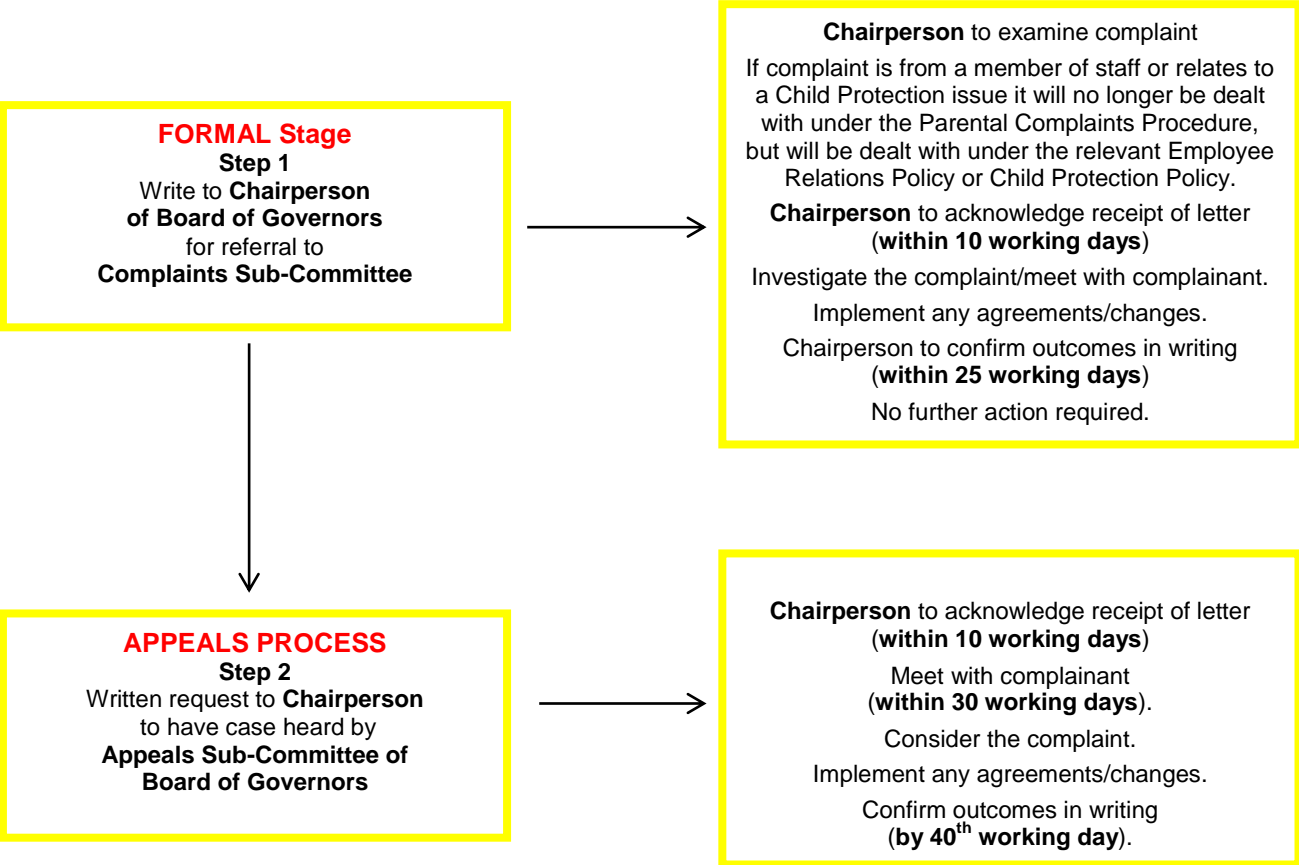 FORMAL Stage
Step 1
Write to Chairperson
of Board of Governors
for referral to
Complaints Sub-Committee
Chairperson to examine complaint
If complaint is from a member of staff or relates to
a Child Protection issue it will no longer be dealt
with under the Parental Complaints Procedure,
but will be dealt with under the relevant Employee
Relations Policy or Child Protection Policy.
Chairperson to acknowledge receipt of letter
(within 10 working days)
Investigate the complaint/meet with complainant.
Implement any agreements/changes.
Chairperson to confirm outcomes in writing
(within 25 working days)
No further action required.
APPEALS PROCESS
Step 2
Written request to Chairperson
to have case heard by
Appeals Sub-Committee of
Board of Governors
Chairperson to acknowledge receipt of letter
(within 10 working days)
Meet with complainant
(within 30 working days).
Consider the complaint.
Implement any agreements/changes.
Confirm outcomes in writing
(by 40th working day).